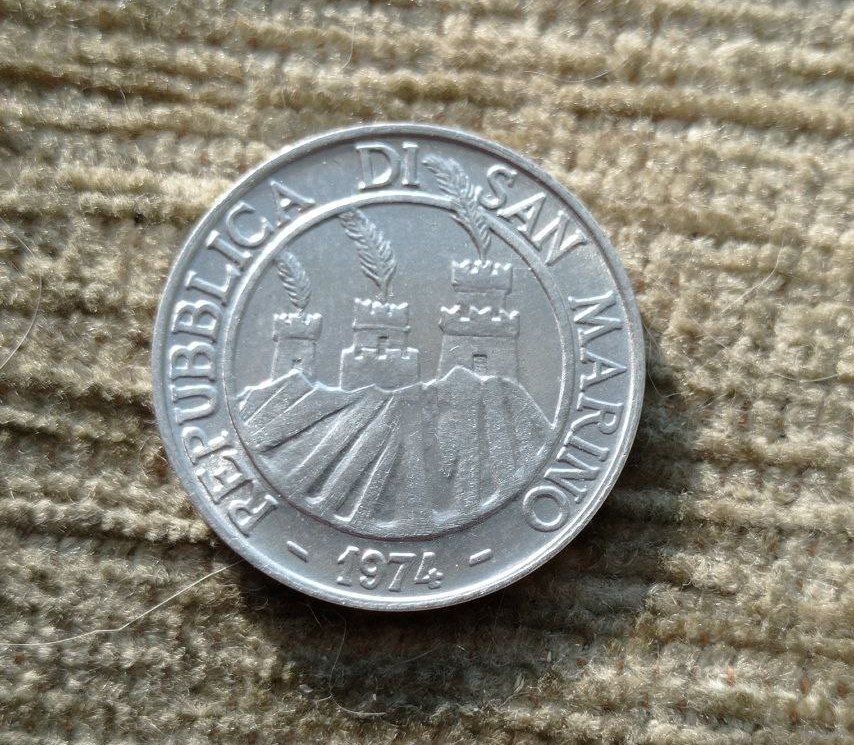 REPUBBLICA DI SAN MARINO
- 1974 -